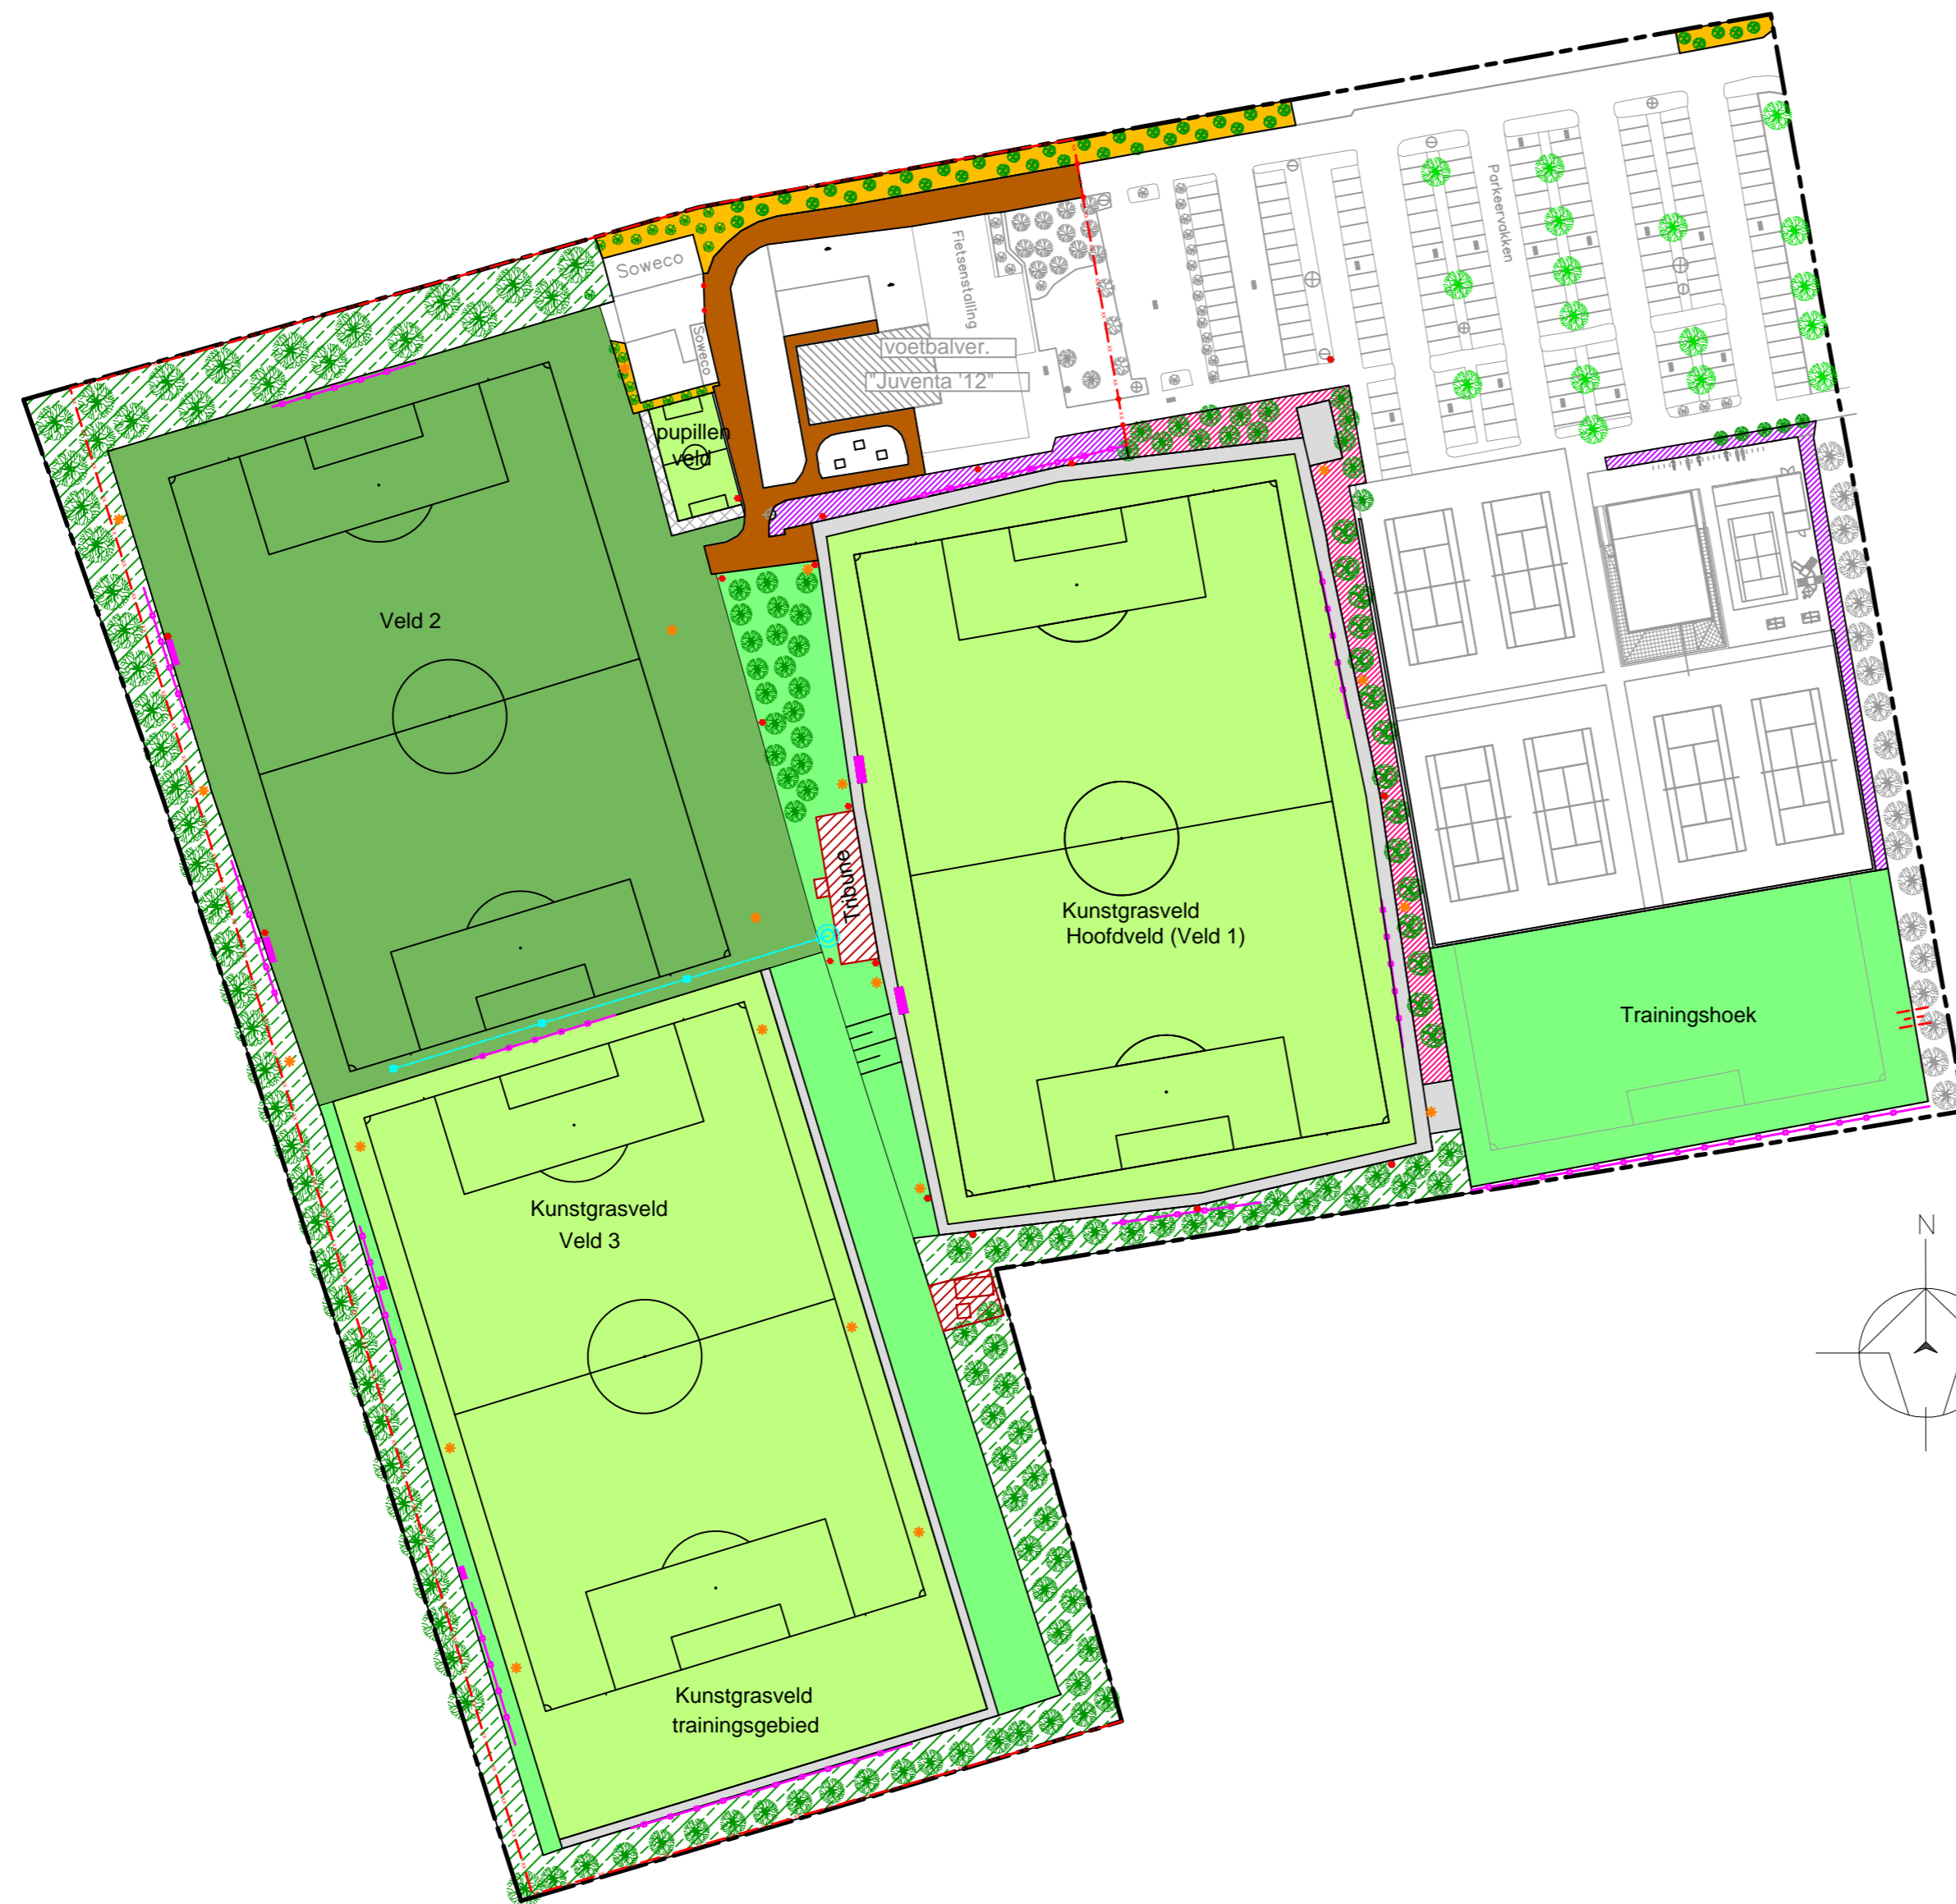 Soweco
Soweco
Fietsenstalling
Parkeervakken
voetbalver.
"Juventa '12"
pupillen
veld
Veld 2
Tribune
Kunstgrasveld
Hoofdveld (Veld 1)
Trainingshoek
Kunstgrasveld
Veld 3
N
Kunstgrasveld
trainingsgebied